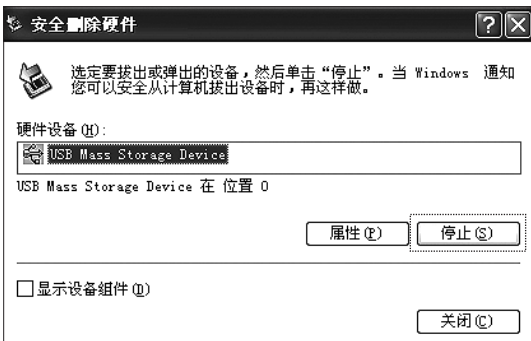 安全删除硬件
选定要拔出或弹出的设备，然后单击“停止”。当 Windows 通知
您可以安全从计算机拔出设备时，再这样做。
硬件设备(H):
USB Mass Storage Device
USB Mass Storage Device 在 位置 0
属性(P) 停止(S)
显示设备组件(D)
关闭(C)